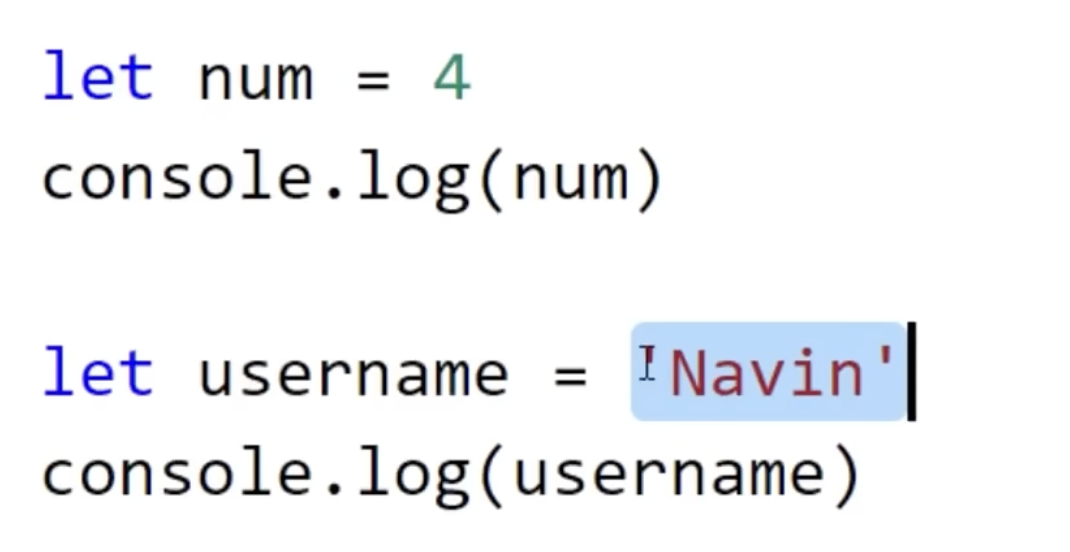 let num = 4
console.log(num)
let username = 'Navin'
console.log(username)